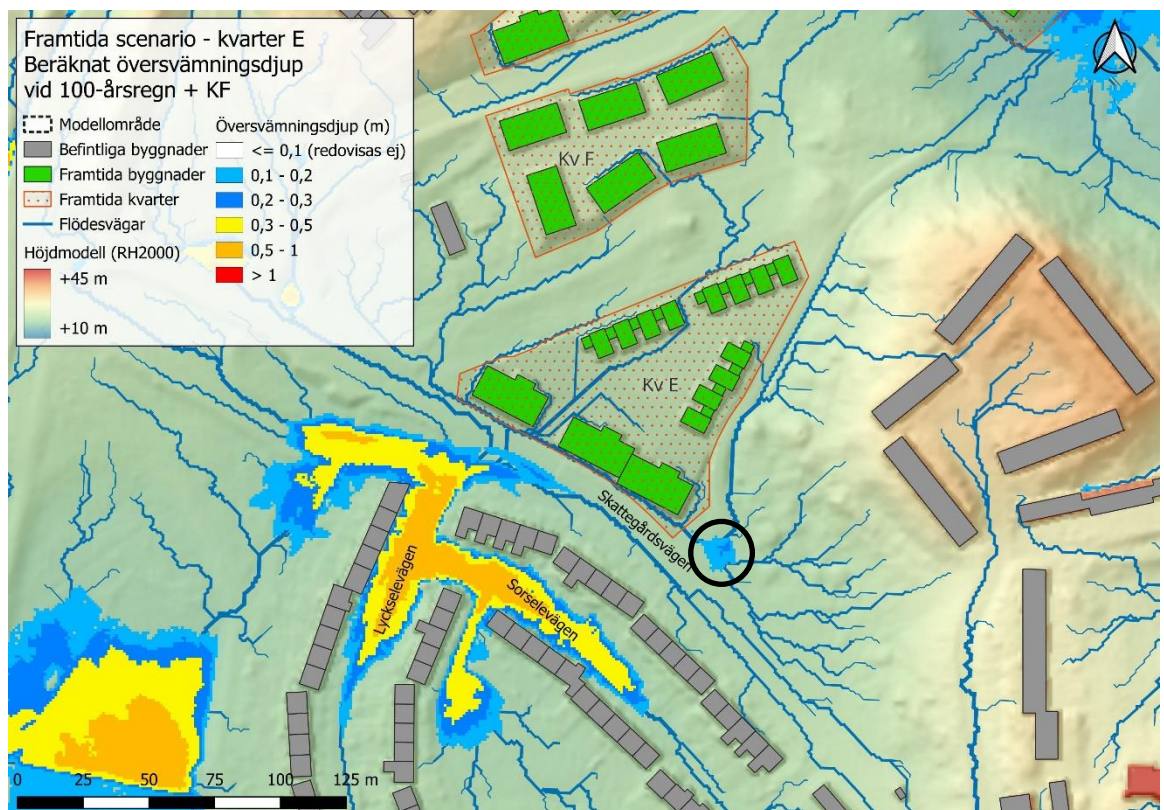 Framtida scenario - kvarter E
Beräknat översvämningsdjup
vid 100-årsregn + KF
Modellområde
Befintliga byggnader
Framtida byggnader
Framtida kvarter
Flödesvägar
Höjdmodell (RH2000)
+45 m
+10 m
Översvämningsdjup (m)
<= 0,1 (redovisas ej)
0,1 - 0,2
0,2 - 0,3
0,3 - 0,5
0,5 - 1
> 1
Kv F
Kv E
Skattegårdsvägen
Lyckselevägen
Sorselevägen
0 25 50 75 100 125 m